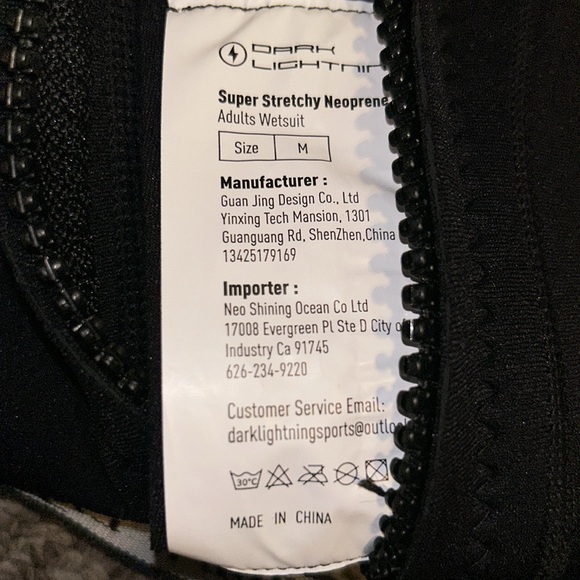 DARK
LIGHTNIN
Super Stretchy Neoprene
Adults Wetsuit
Size M
Manufacturer :
Guan Jing Design Co., Ltd
Yinxing Tech Mansion, 1301
Guanguang Rd, ShenZhen,China
13425179169
Importer :
Neo Shining Ocean Co Ltd
17008 Evergreen Pl Ste D City of
Industry Ca 91745
626-234-9220
Customer Service Email:
darklightningsports@outlo
30°C
MADE IN CHINA